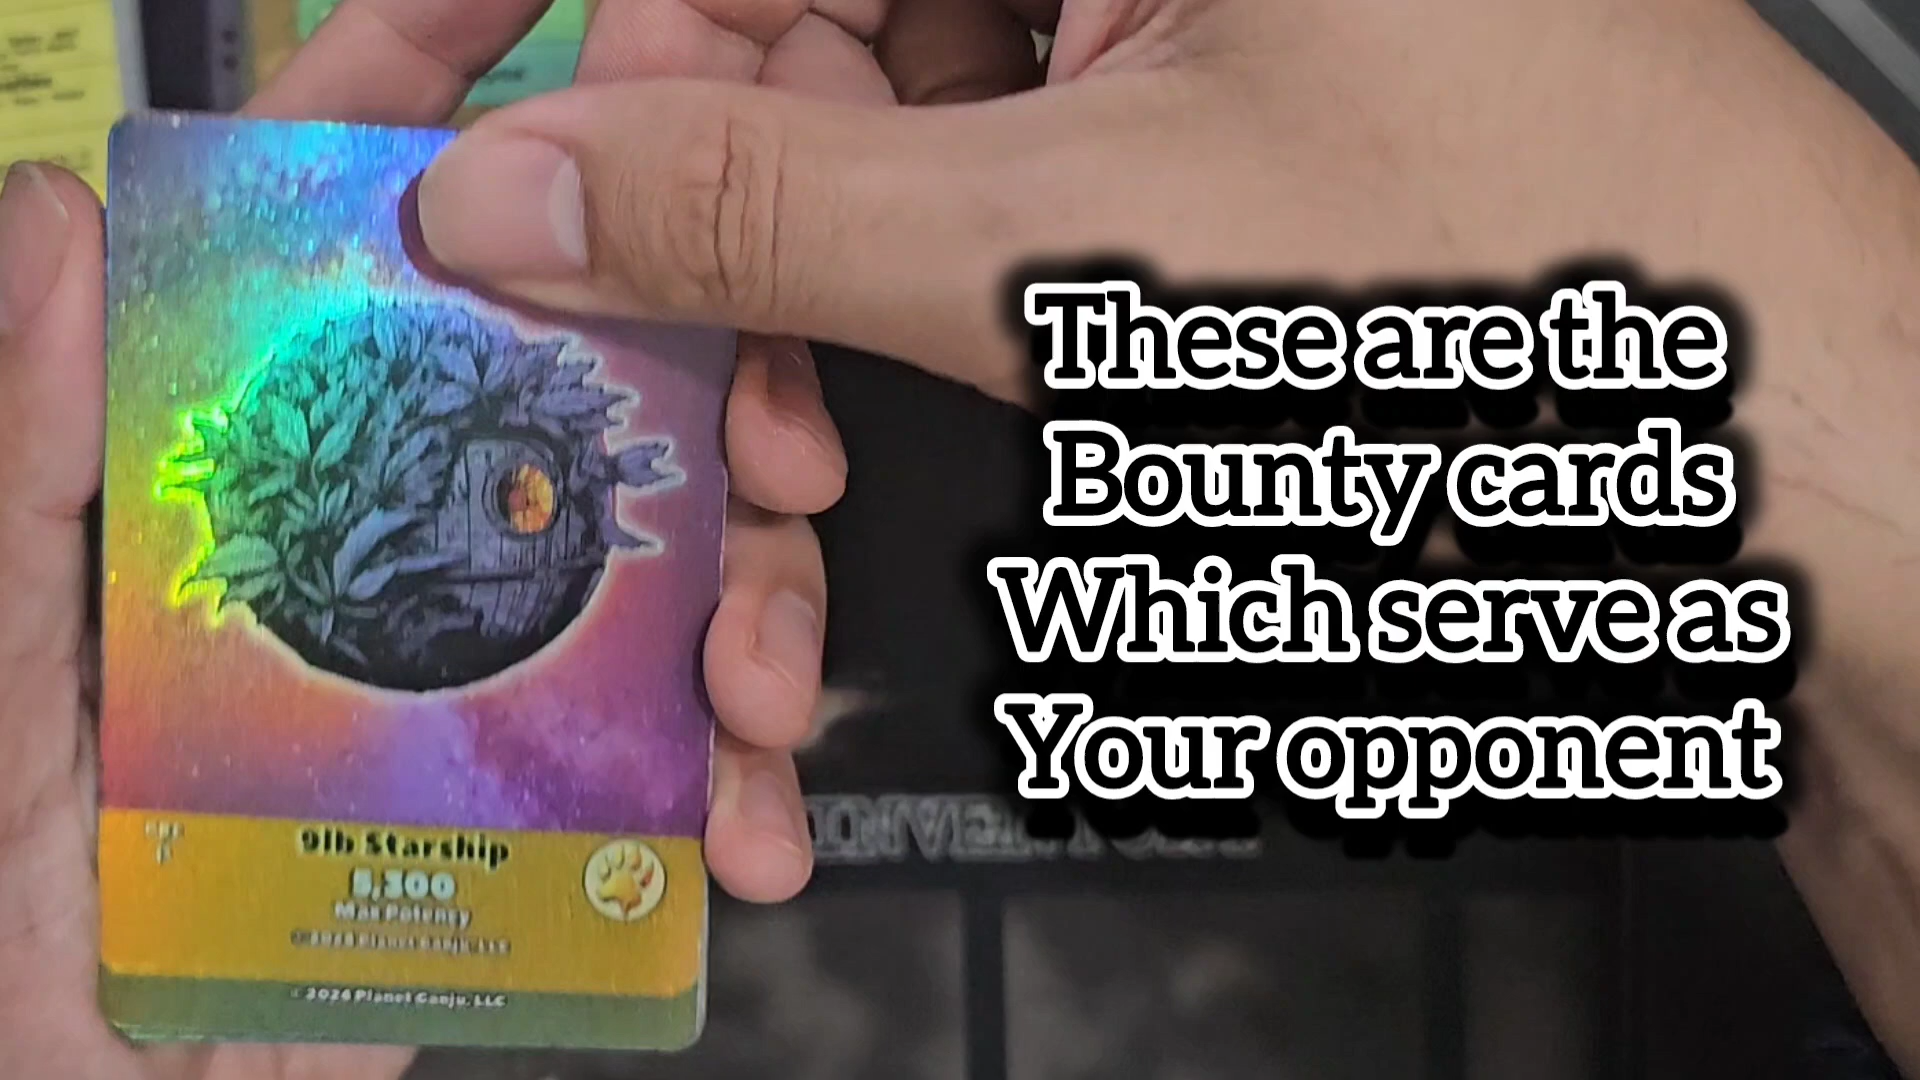 These are the
Bounty cards
Which serve as
Your opponent
9lb Starship
5,300
Max Potency
© 2024 Planet Ganju, LLC